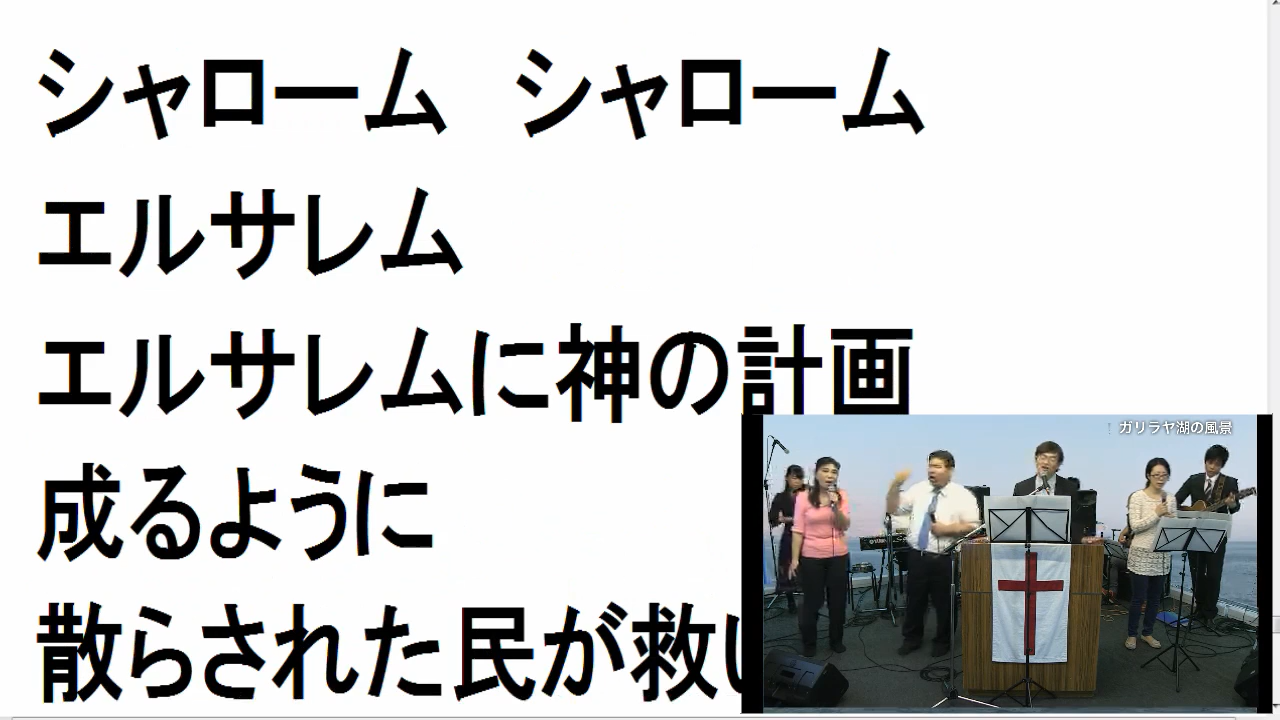 シャローム　シャローム
エルサレム
エルサレムに神の計画
成るように
散らされた民が救い
ガリラヤ湖の風景